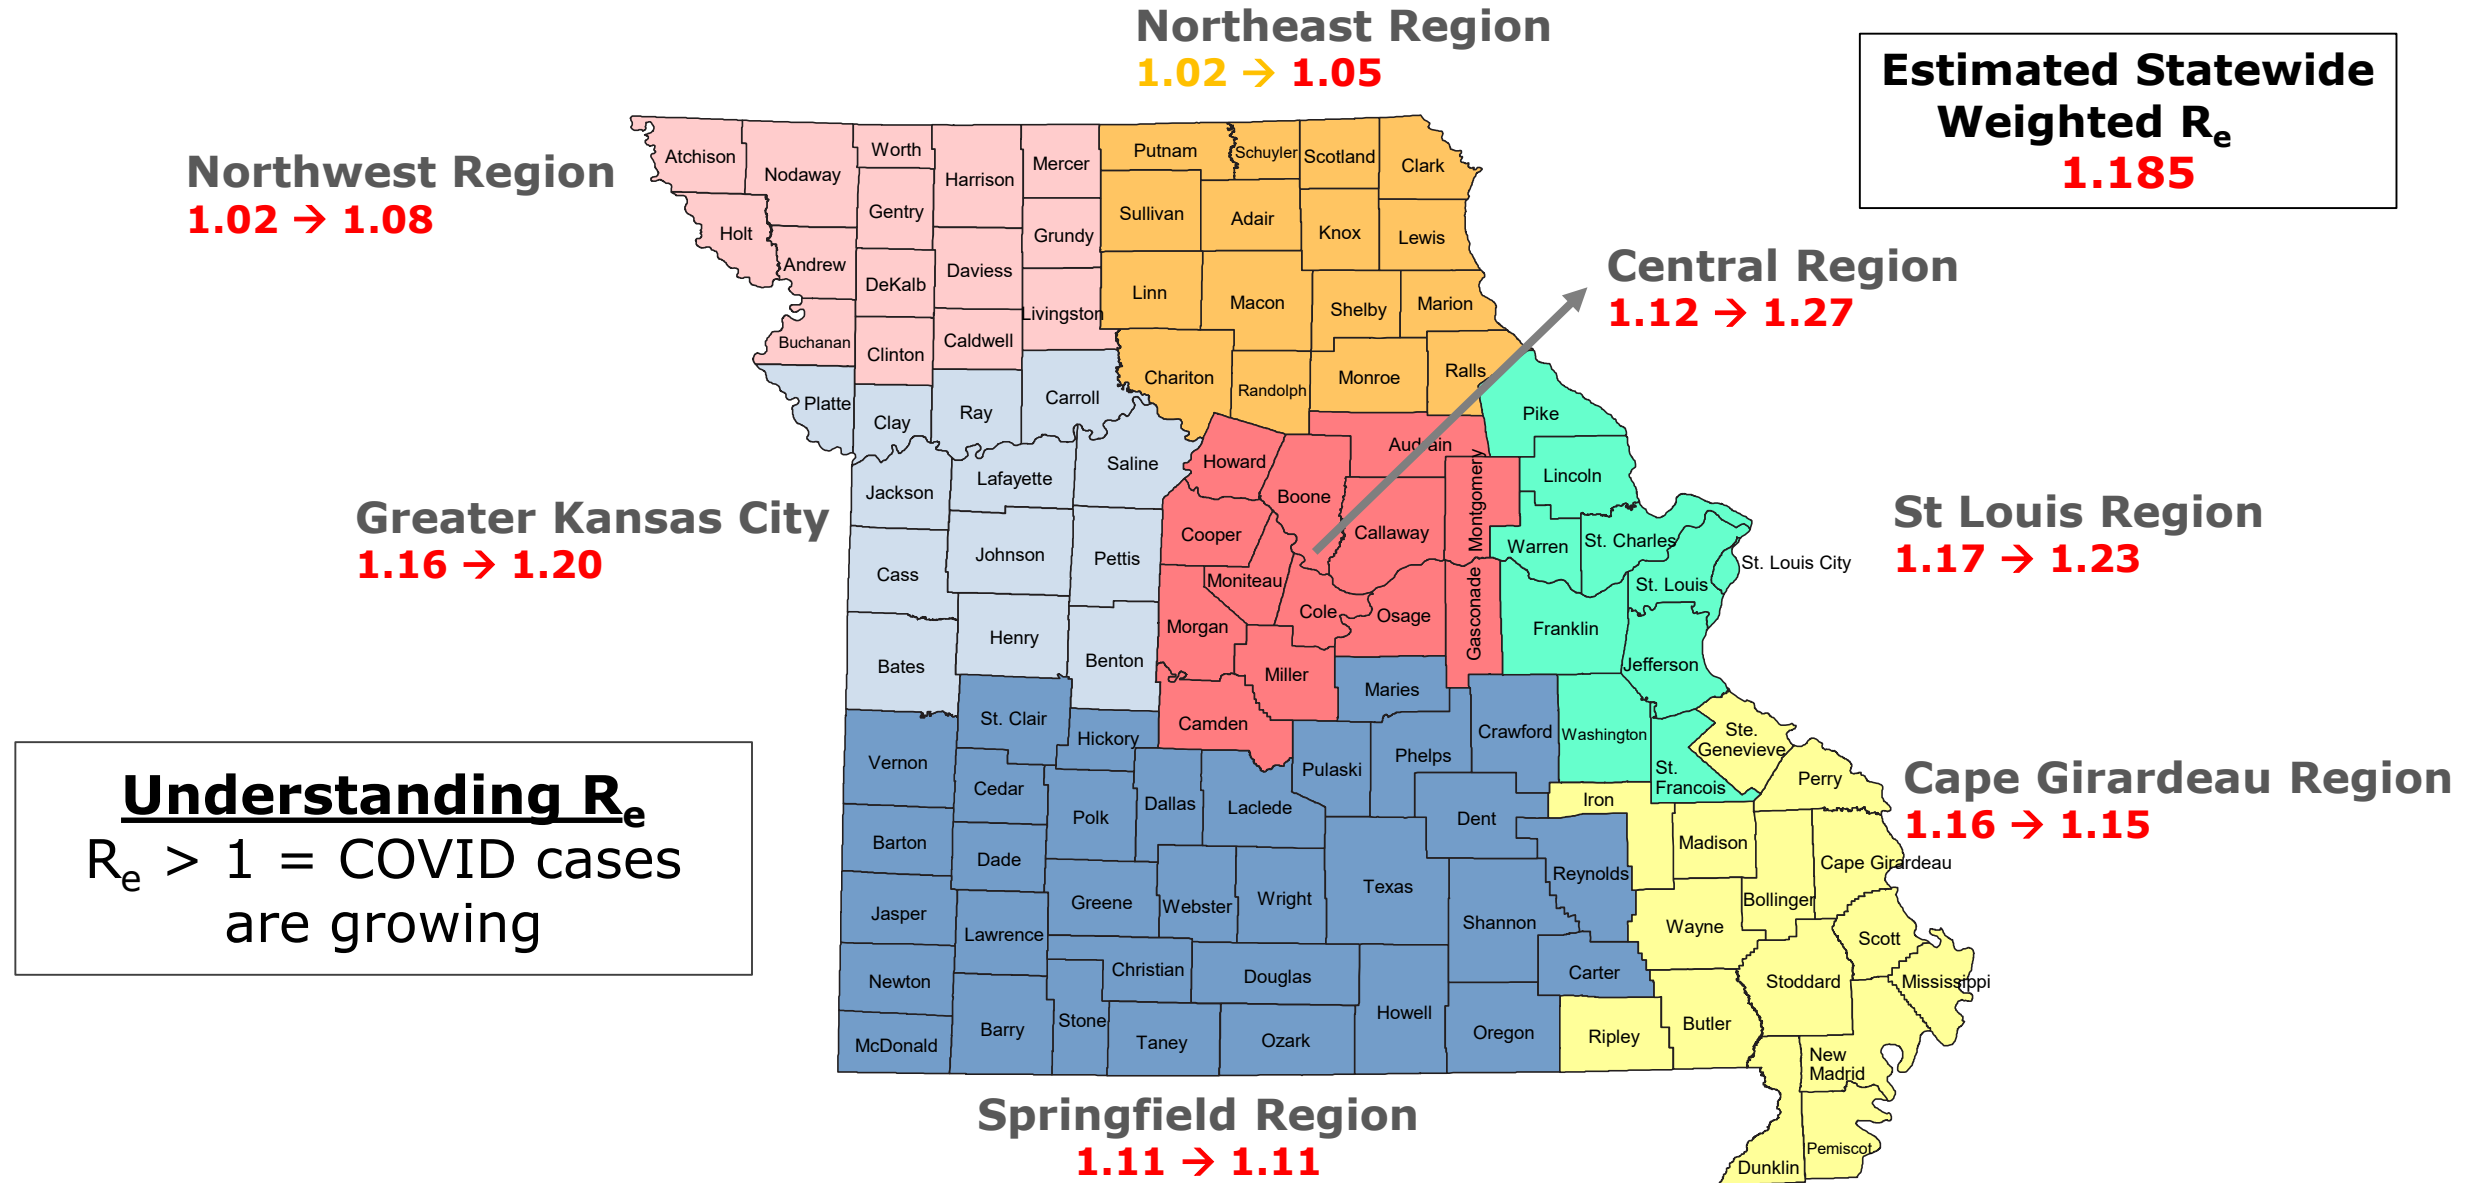 Northeast Region
1.02 → 1.05
Estimated Statewide
Weighted Re
1.185
Northwest Region
1.02 → 1.08
Central Region
1.12 → 1.27
Greater Kansas City
1.16 → 1.20
St Louis Region
1.17 → 1.23
Understanding Re
Re > 1 = COVID cases
are growing
Cape Girardeau Region
1.16 → 1.15
Springfield Region
1.11 → 1.11
Atchison
Nodaway
Worth
Harrison
Mercer
Putnam
Schuyler
Scotland
Clark
Holt
Gentry
Grundy
Sullivan
Adair
Knox
Lewis
Andrew
DeKalb
Daviess
Livingston
Linn
Macon
Shelby
Marion
Buchanan
Clinton
Caldwell
Chariton
Randolph
Monroe
Ralls
Pike
Platte
Clay
Ray
Carroll
Saline
Howard
Boone
Audrain
Montgomery
Lincoln
Jackson
Lafayette
Cooper
Callaway
Warren
St. Charles
St. Louis City
St. Louis
Cass
Johnson
Pettis
Moniteau
Cole
Osage
Gasconade
Franklin
Jefferson
Bates
Henry
Benton
Morgan
Miller
Maries
Camden
St. Clair
Hickory
Vernon
Cedar
Polk
Dallas
Laclede
Pulaski
Phelps
Crawford
Washington
St.
Francois
Ste.
Genevieve
Perry
Iron
Madison
Dent
Reynolds
Bollinger
Cape Girardeau
Barton
Dade
Greene
Webster
Wright
Texas
Shannon
Wayne
Scott
Jasper
Lawrence
Christian
Douglas
Carter
Stoddard
Mississippi
Newton
Barry
Stone
Taney
Ozark
Howell
Oregon
Ripley
Butler
New
Madrid
McDonald
Pemiscot
Dunklin